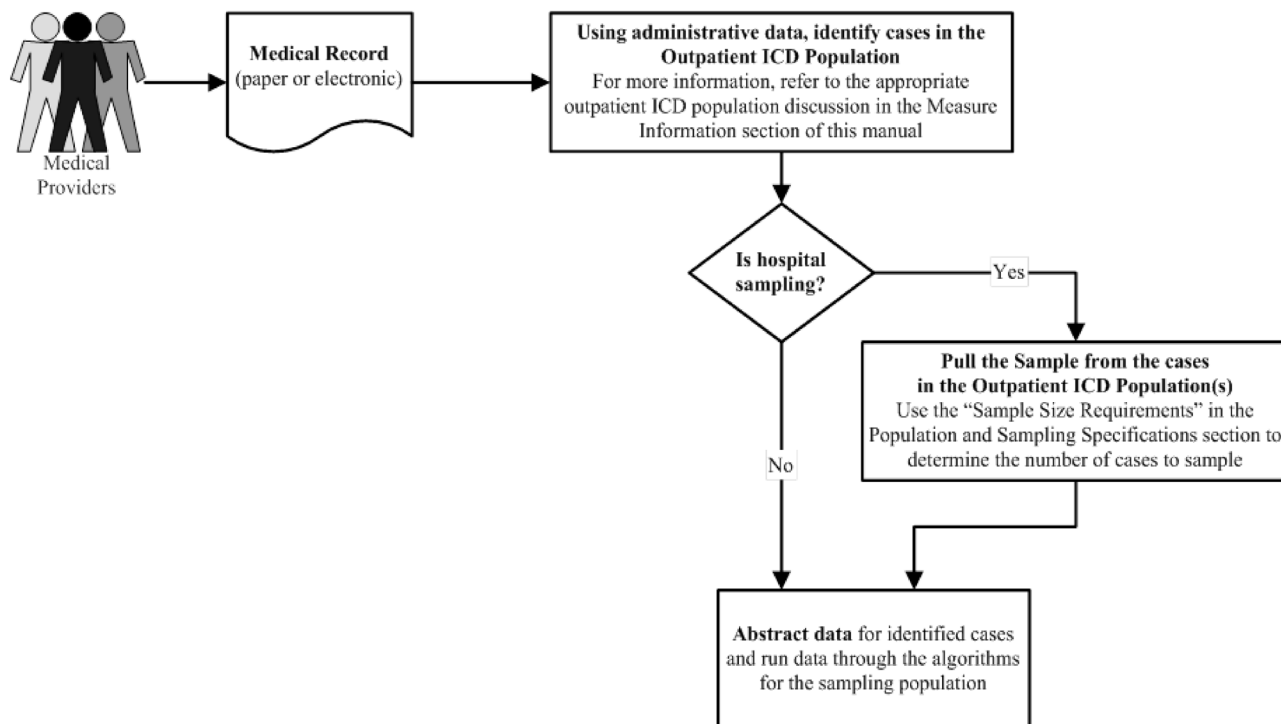 Medical
Providers
Medical Record
(paper or electronic)
Using administrative data, identify cases in the
Outpatient ICD Population
For more information, refer to the appropriate
outpatient ICD population discussion in the Measure
Information section of this manual
Is hospital
sampling?
Yes
Pull the Sample from the cases
in the Outpatient ICD Population(s)
Use the “Sample Size Requirements” in the
Population and Sampling Specifications section to
determine the number of cases to sample
No
Abstract data for identified cases
and run data through the algorithms
for the sampling population